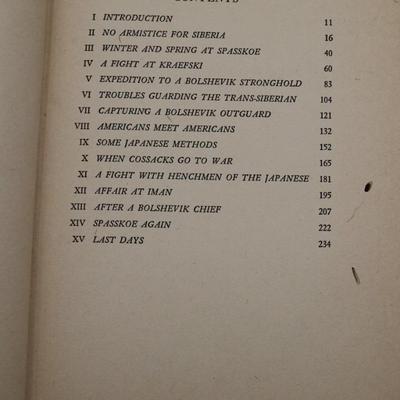 CONTENTS
I INTRODUCTION 11
II NO ARMISTICE FOR SIBERIA 16
III WINTER AND SPRING AT SPASSKOE 40
IV A FIGHT AT KRAEFSKI 60
V EXPEDITION TO A BOLSHEVIK STRONGHOLD 83
VI TROUBLES GUARDING THE TRANS-SIBERIAN 104
VII CAPTURING A BOLSHEVIK OUTGUARD 121
VIII AMERICANS MEET AMERICANS 132
IX SOME JAPANESE METHODS 152
X WHEN COSSACKS GO TO WAR 165
XI A FIGHT WITH HENCHMEN OF THE JAPANESE 181
XII AFFAIR AT IMAN 195
XIII AFTER A BOLSHEVIK CHIEF 207
XIV SPASSKOE AGAIN 222
XV LAST DAYS 234